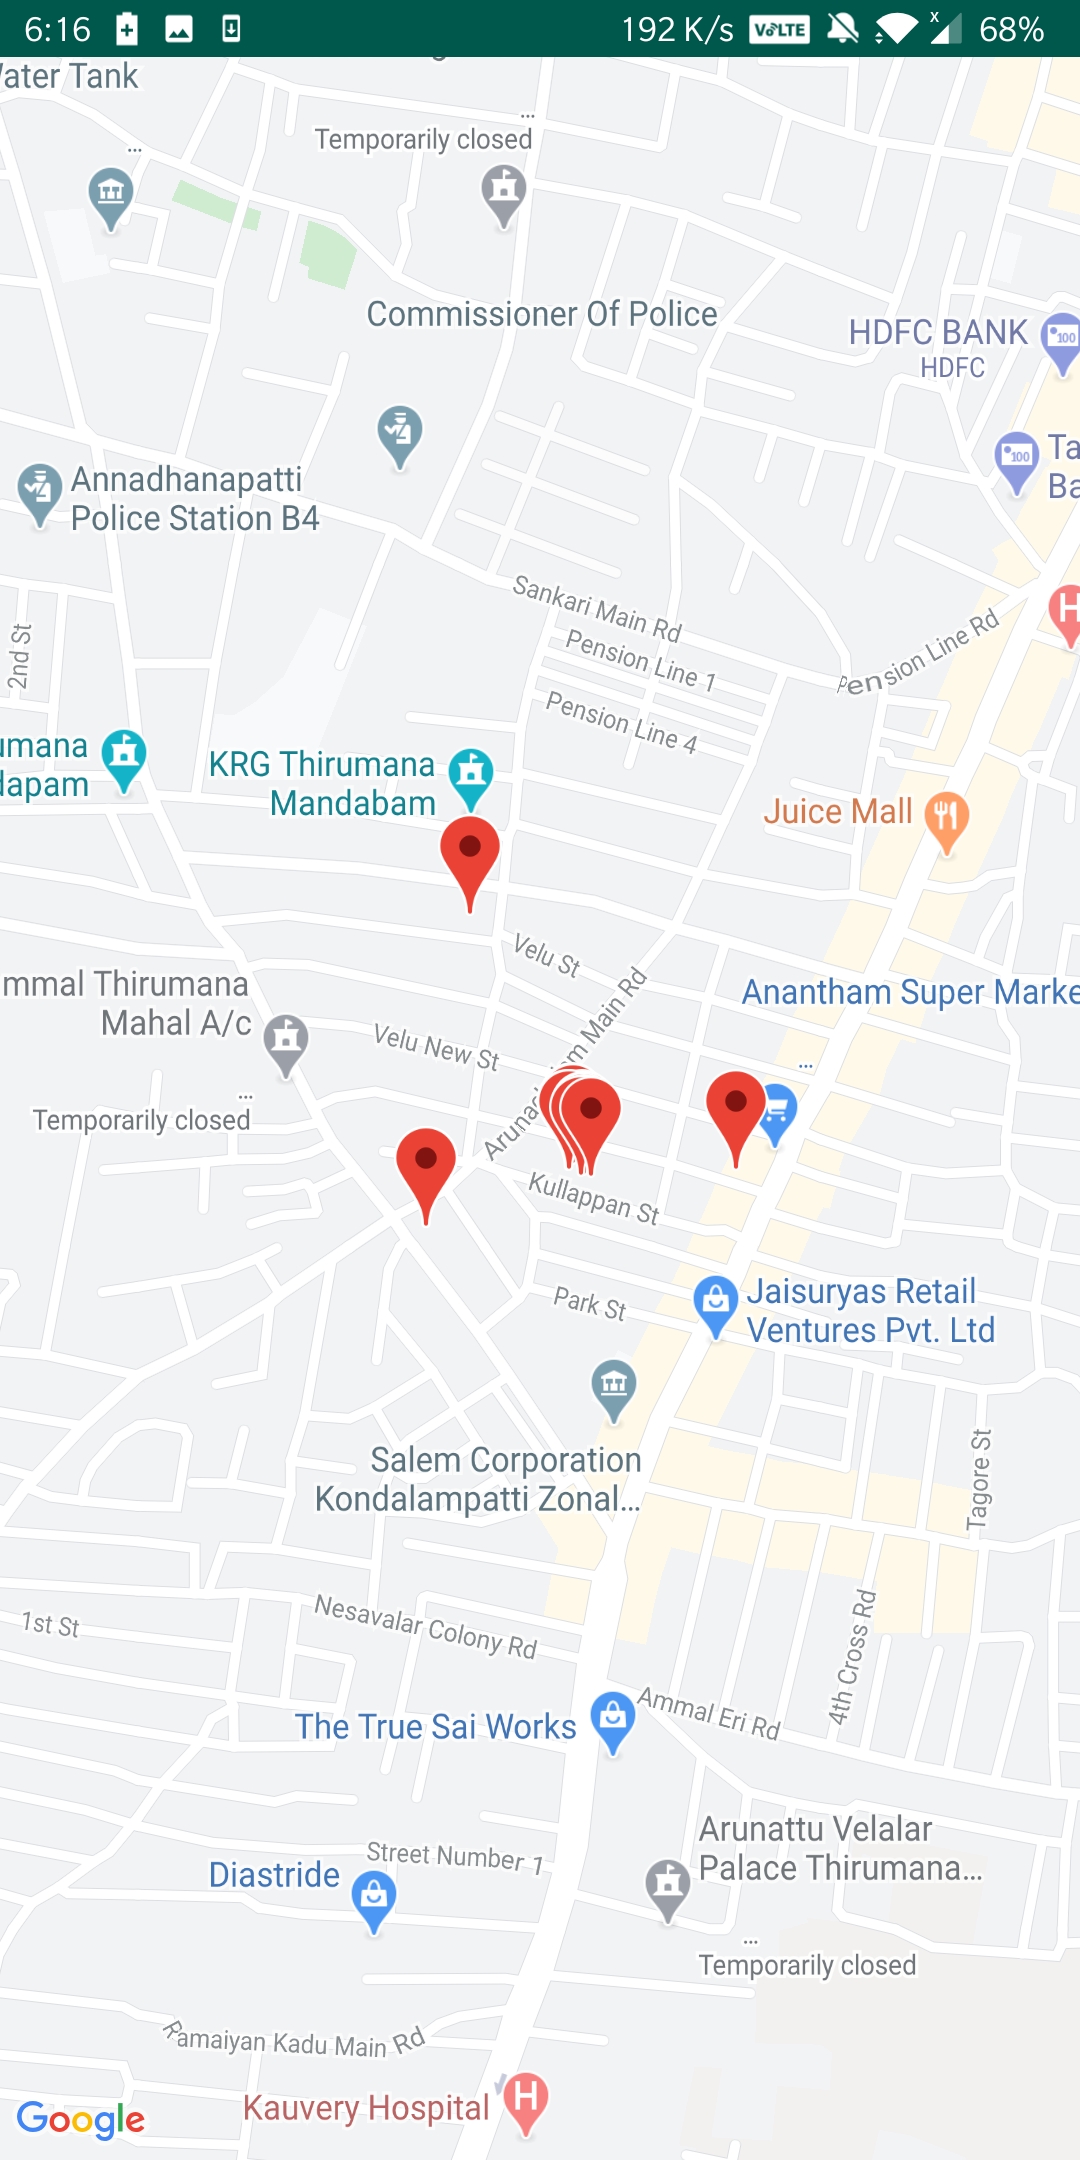 6:16 192 K/s VoLTE 68%
ater Tank
...
Temporarily closed
...
Commissioner Of Police
HDFC BANK
HDFC
100
100
Ta
Ba
Annadhanapatti
Police Station B4
Sankari Main Rd
Pension Line 1
Pension Line Rd
H
2nd St
Pension Line 4
umana
dapam
KRG Thirumana
Mandabam
Juice Mall
Velu St
mmal Thirumana
Mahal A/c
Anantham Super Marke
...
Velu New St
...
Temporarily closed
Kullappan St
Park St
Jaisuryas Retail
Ventures Pvt. Ltd
Salem Corporation
Kondalampatti Zonal...
Tagore St
Nesavalar Colony Rd
1st St
4th Cross Rd
Ammal Eri Rd
The True Sai Works
Arunattu Velalar
Palace Thirumana...
...
Temporarily closed
Street Number 1
Diastride
Ramaiyan Kadu Main Rd
Kauvery Hospital
H
Google